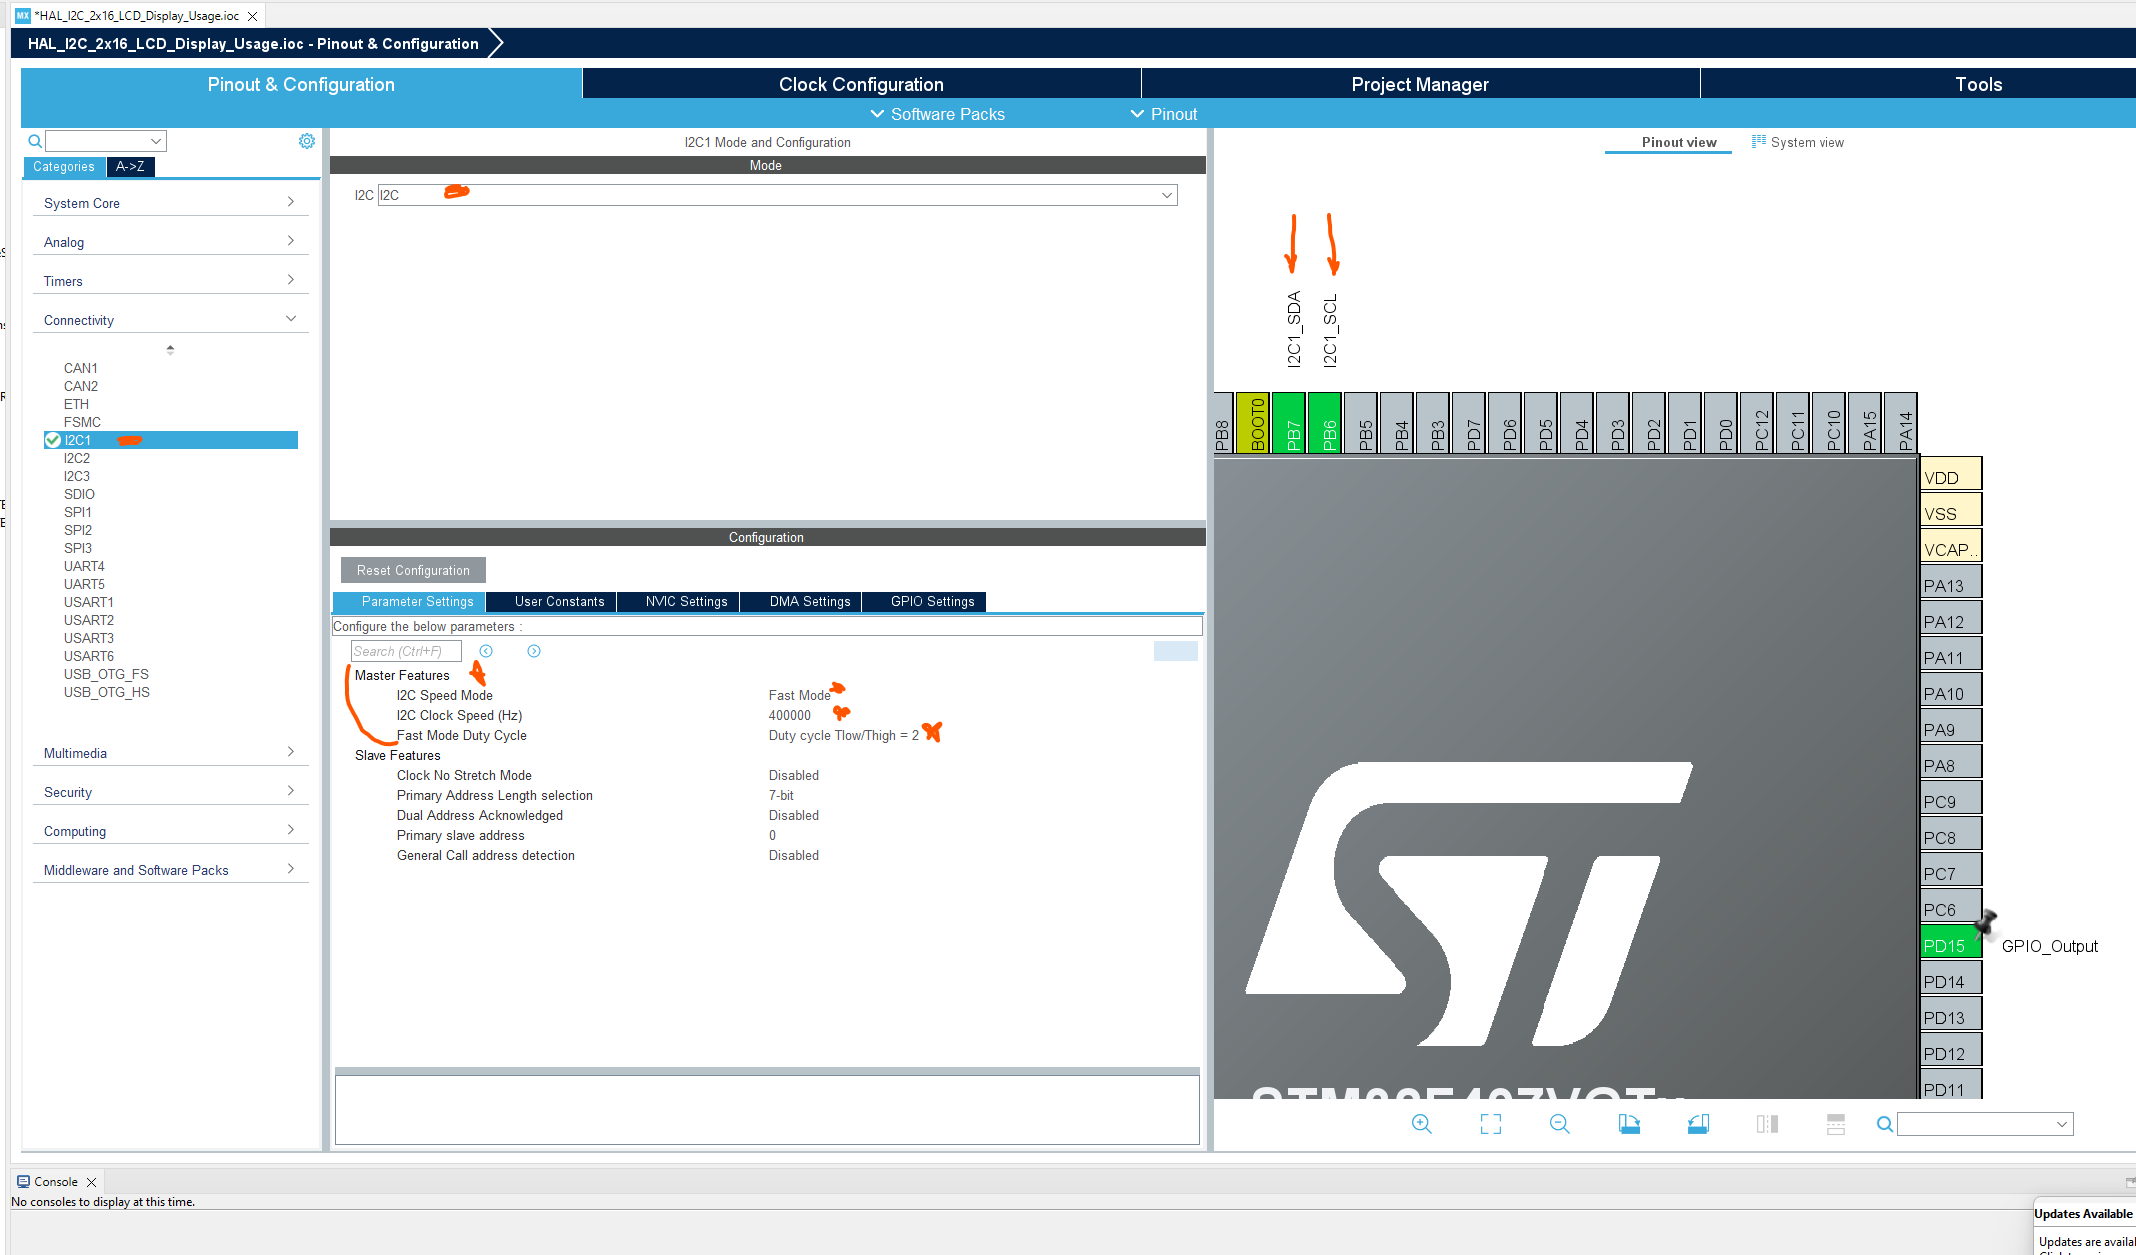 *HAL_I2C_2x16_LCD_Display_Usage.ioc
HAL_I2C_2x16_LCD_Display_Usage.ioc - Pinout & Configuration
Pinout & Configuration
Clock Configuration
Project Manager
Tools
Software Packs
Pinout
Categories
A->Z
System Core
Analog
Timers
Connectivity
CAN1
CAN2
ETH
FSMC
I2C1
I2C2
I2C3
SDIO
SPI1
SPI2
SPI3
UART4
UART5
USART1
USART2
USART3
USART6
USB_OTG_FS
USB_OTG_HS
Multimedia
Security
Computing
Middleware and Software Packs
I2C1 Mode and Configuration
Mode
I2C I2C
Configuration
Reset Configuration
Parameter Settings
User Constants
NVIC Settings
DMA Settings
GPIO Settings
Configure the below parameters :
Search (Ctrl+F)
Master Features
I2C Speed Mode Fast Mode
I2C Clock Speed (Hz) 400000
Fast Mode Duty Cycle Duty cycle Tlow/Thigh = 2
Slave Features
Clock No Stretch Mode Disabled
Primary Address Length selection 7-bit
Dual Address Acknowledged Disabled
Primary slave address 0
General Call address detection Disabled
Pinout view
System view
I2C1_SDA
I2C1_SCL
PB8
BOOT0
PB7
PB6
PB5
PB4
PB3
PD7
PD6
PD5
PD4
PD3
PD2
PD1
PD0
PC12
PC11
PC10
PA15
PA14
VDD
VSS
VCAP..
PA13
PA12
PA11
PA10
PA9
PA8
PC9
PC8
PC7
PC6
PD15 GPIO_Output
PD14
PD13
PD12
PD11
Console
No consoles to display at this time.
Updates Available
Updates are availal